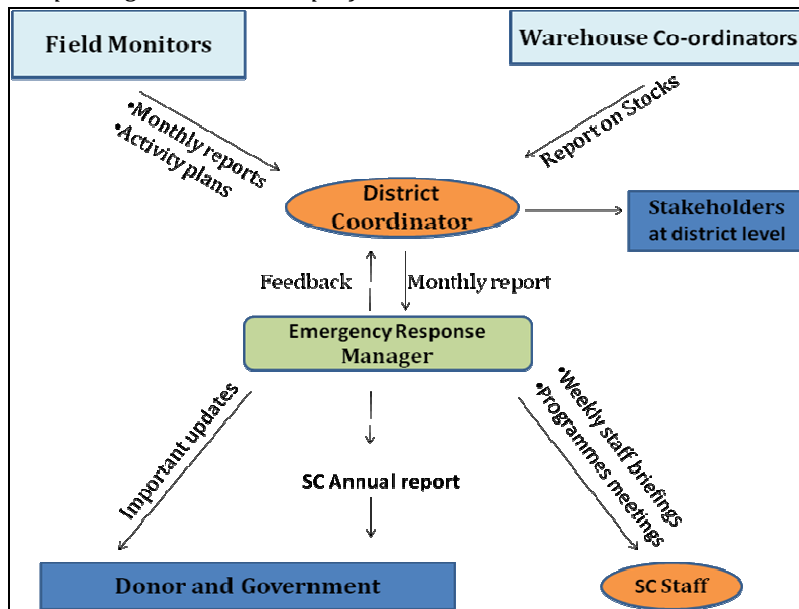 Field Monitors
Warehouse Co-ordinators
•Monthly reports
•Activity plans
Report on Stocks
District
Coordinator
Stakeholders
at district level
Feedback
Monthly report
Emergency Response
Manager
Important updates
SC Annual report
•Weekly staff briefings
•Programmes meetings
Donor and Government
SC Staff